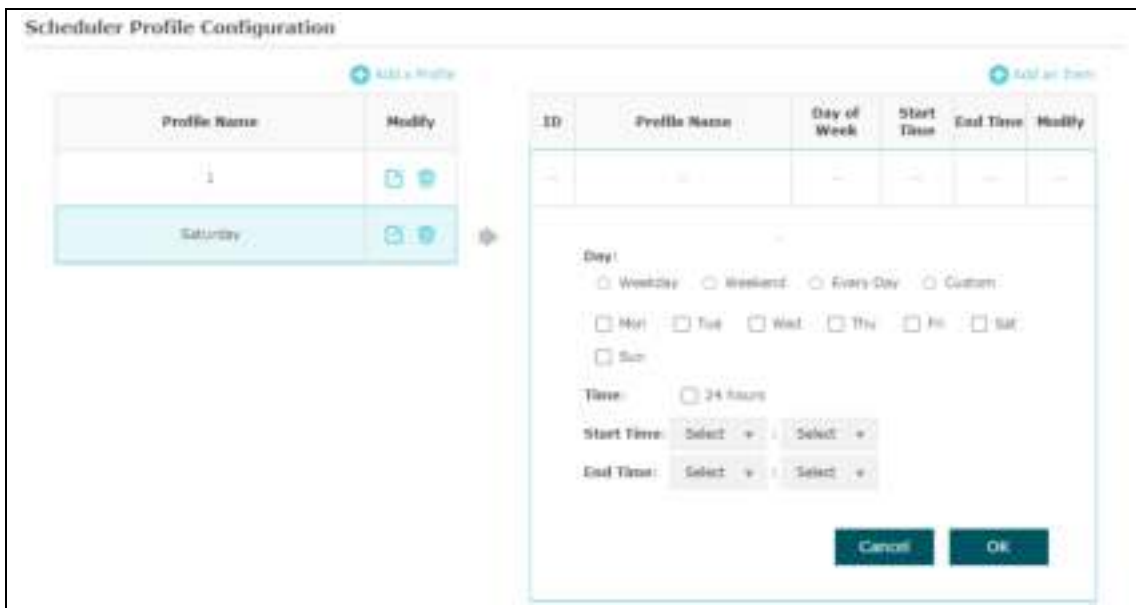 Scheduler Profile Configuration
Add a Profile
Add an Item
Profile Name Modify
ID Profile Name Day of Week Start Time End Time Modify
1
-- -- -- -- -- --
Saturday
Day:
Weekday Weekend Every Day Custom
Mon Tue Wed Thu Fri Sat
Sun
Time: 24 hours
Start Time: Select : Select
End Time: Select : Select
Cancel OK